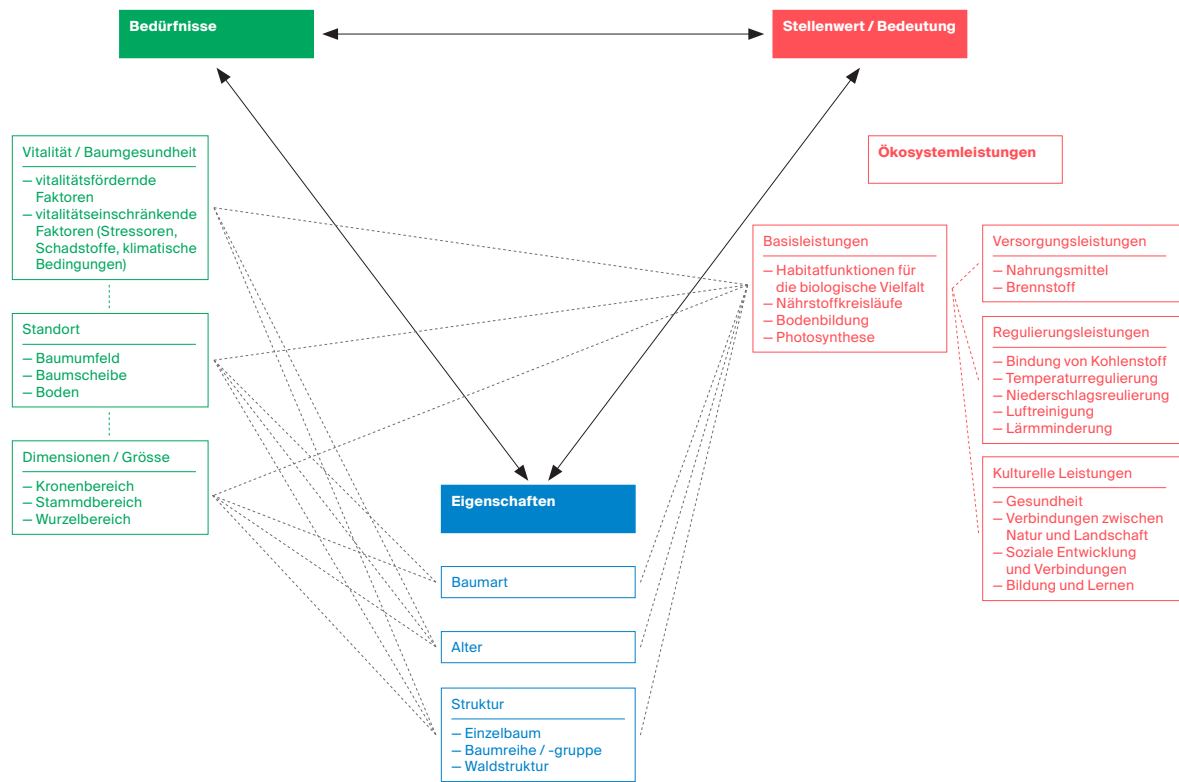 Bedürfnisse
Stellenwert / Bedeutung
Vitalität / Baumgesundheit
– vitalitätsfördernde
Faktoren
– vitalitätseinschränkende
Faktoren (Stressoren,
Schadstoffe, klimatische
Bedingungen)
Standort
– Baumumfeld
– Baumscheibe
– Boden
Dimensionen / Grösse
– Kronenbereich
– Stammdbereich
– Wurzelbereich
Eigenschaften
Baumart
Alter
Struktur
– Einzelbaum
– Baumreihe / -gruppe
– Waldstruktur
Ökosystemleistungen
Basisleistungen
– Habitatfunktionen für
die biologische Vielfalt
– Nährstoffkreisläufe
– Bodenbildung
– Photosynthese
Versorgungsleistungen
– Nahrungsmittel
– Brennstoff
Regulierungsleistungen
– Bindung von Kohlenstoff
– Temperaturregulierung
– Niederschlagsreulierung
– Luftreinigung
– Lärmminderung
Kulturelle Leistungen
– Gesundheit
– Verbindungen zwischen
Natur und Landschaft
– Soziale Entwicklung
und Verbindungen
– Bildung und Lernen